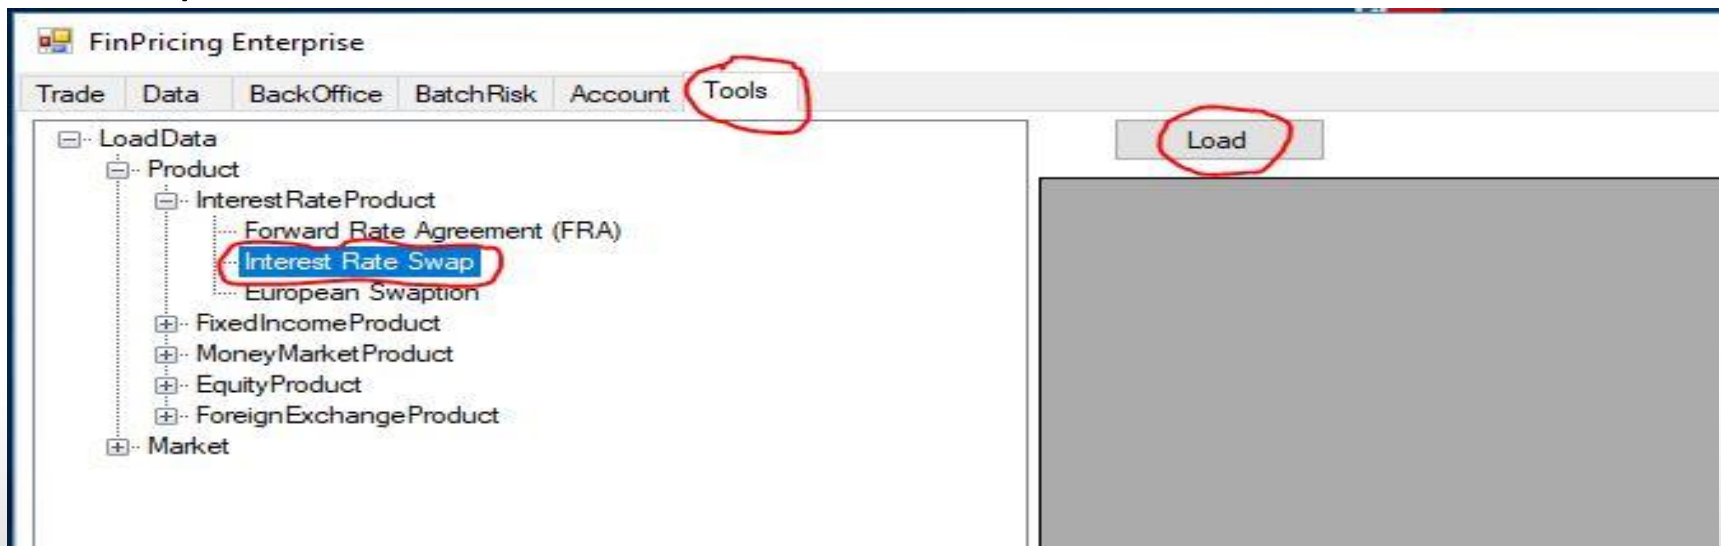 FinPricing Enterprise
Trade Data BackOffice BatchRisk Account Tools
LoadData
Load
Product
InterestRateProduct
Forward Rate Agreement (FRA)
Interest Rate Swap
European Swaption
FixedIncomeProduct
MoneyMarketProduct
EquityProduct
ForeignExchangeProduct
Market